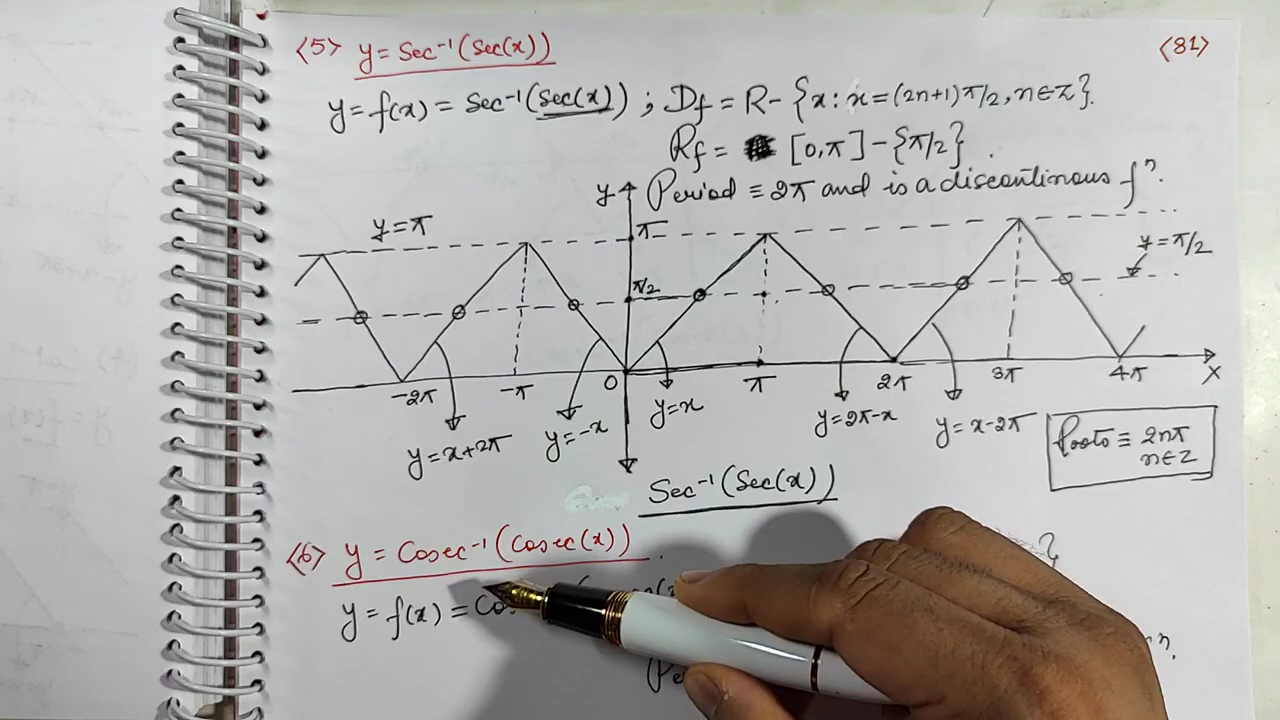 <5> y = Sec⁻¹(Sec(x))
<81>
y = f(x) = Sec⁻¹(Sec(x)) ; Df = R - {x : x = (2n+1)π/2, n∈Z}.
Rf = [0,π] - {π/2}
Period ≡ 2π and is a discontinous fⁿ.
y
y = π
π
y = π/2
π/2
-2π -π 0 π 2π 3π 4π X
y = x+2π y = -x y = x y = 2π-x y = x-2π
Roots ≡ 2nπ
n∈Z
Sec⁻¹(Sec(x))
<6> y = Cosec⁻¹(Cosec(x)).
y = f(x) =